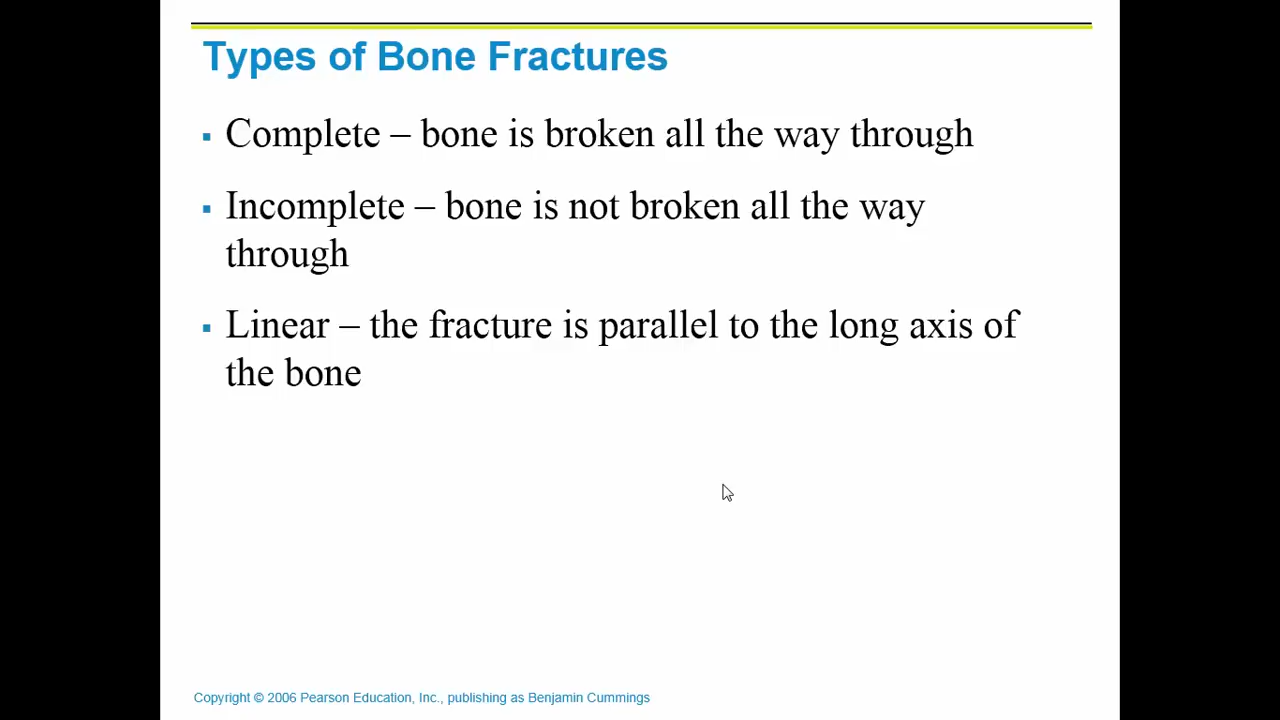 Types of Bone Fractures
▪ Complete – bone is broken all the way through
▪ Incomplete – bone is not broken all the way
through
▪ Linear – the fracture is parallel to the long axis of
the bone
Copyright © 2006 Pearson Education, Inc., publishing as Benjamin Cummings